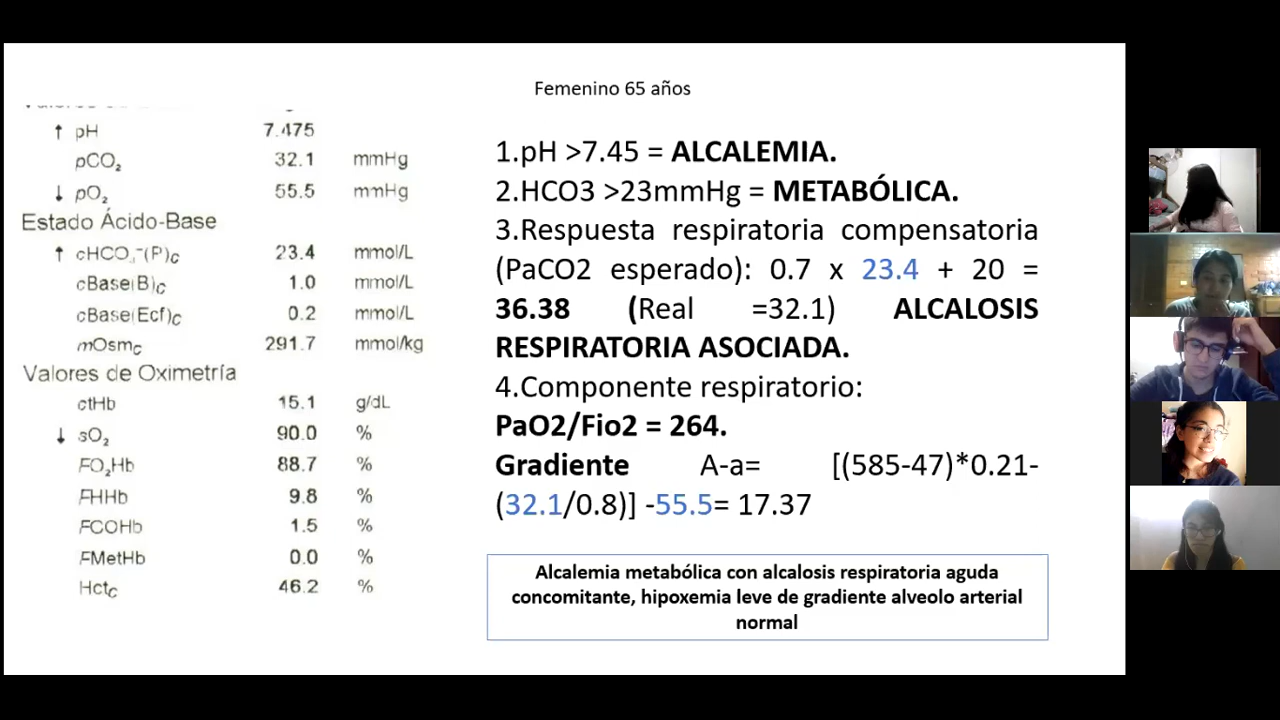 Femenino 65 años
↑ pH 7.475
pCO₂ 32.1 mmHg
↓ pO₂ 55.5 mmHg
Estado Ácido-Base
↑ cHCO₃⁻(P)c 23.4 mmol/L
cBase(B)c 1.0 mmol/L
cBase(Ecf)c 0.2 mmol/L
mOsmc 291.7 mmol/kg
Valores de Oximetría
ctHb 15.1 g/dL
↓ sO₂ 90.0 %
FO₂Hb 88.7 %
FHHb 9.8 %
FCOHb 1.5 %
FMetHb 0.0 %
Hctc 46.2 %
1.pH >7.45 = ALCALEMIA.
2.HCO3 >23mmHg = METABÓLICA.
3.Respuesta respiratoria compensatoria
(PaCO2 esperado): 0.7 x 23.4 + 20 =
36.38 (Real =32.1) ALCALOSIS
RESPIRATORIA ASOCIADA.
4.Componente respiratorio:
PaO2/Fio2 = 264.
Gradiente A-a= [(585-47)*0.21-
(32.1/0.8)] -55.5= 17.37
Alcalemia metabólica con alcalosis respiratoria aguda
concomitante, hipoxemia leve de gradiente alveolo arterial
normal